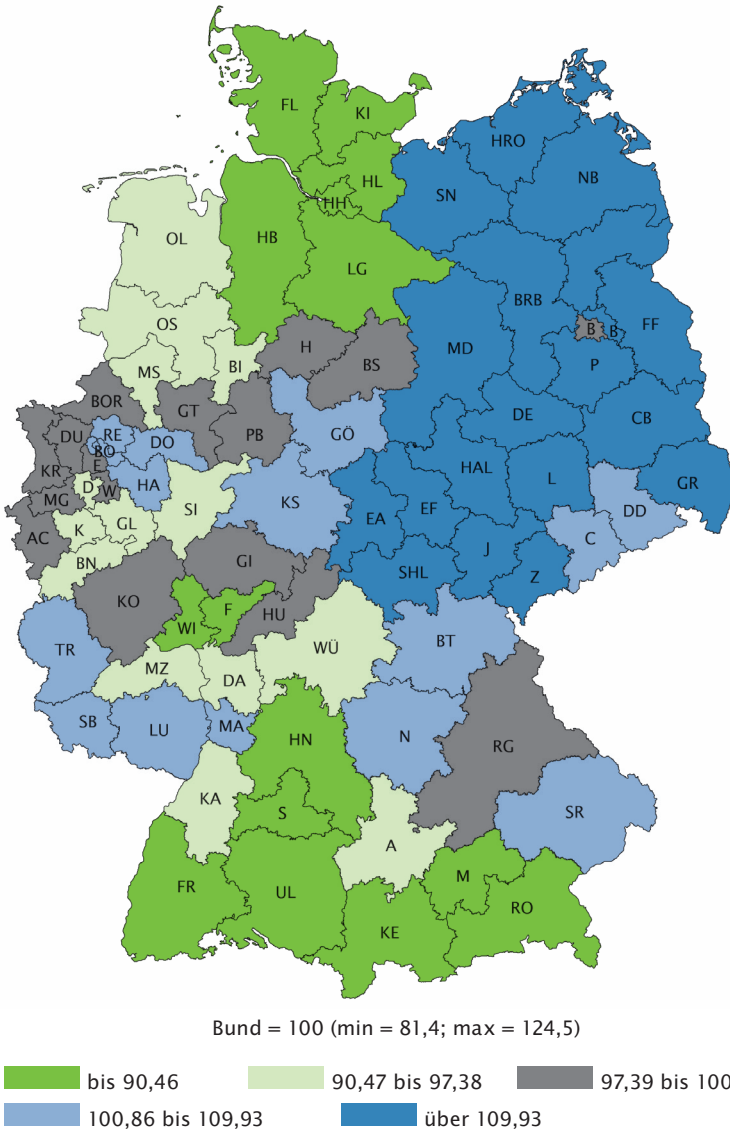 FL
KI
HRO
HL
SN
NB
HH
OL
HB
LG
BRB
OS
B
B
FF
H
MD
MS
BI
BS
P
BOR
GT
DE
CB
DU
RE
DO
PB
GÖ
BO
E
HAL
L
KR
D
W
HA
KS
GR
MG
EA
EF
DD
SI
K
GL
AC
J
C
BN
GI
SHL
Z
KO
F
HU
WI
BT
TR
WÜ
MZ
DA
SB
LU
MA
HN
N
RG
KA
S
SR
A
M
FR
UL
RO
KE
Bund = 100 (min = 81,4; max = 124,5)
bis 90,46 90,47 bis 97,38 97,39 bis 100
100,86 bis 109,93 über 109,93